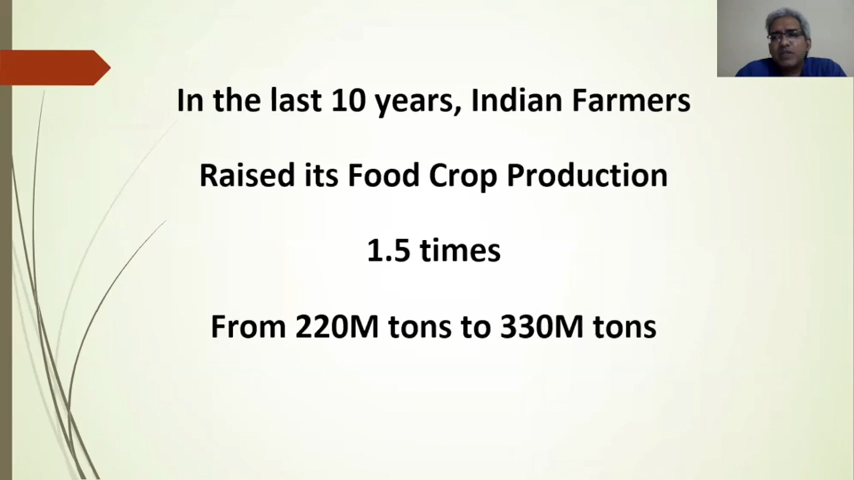 In the last 10 years, Indian Farmers
Raised its Food Crop Production
1.5 times
From 220M tons to 330M tons